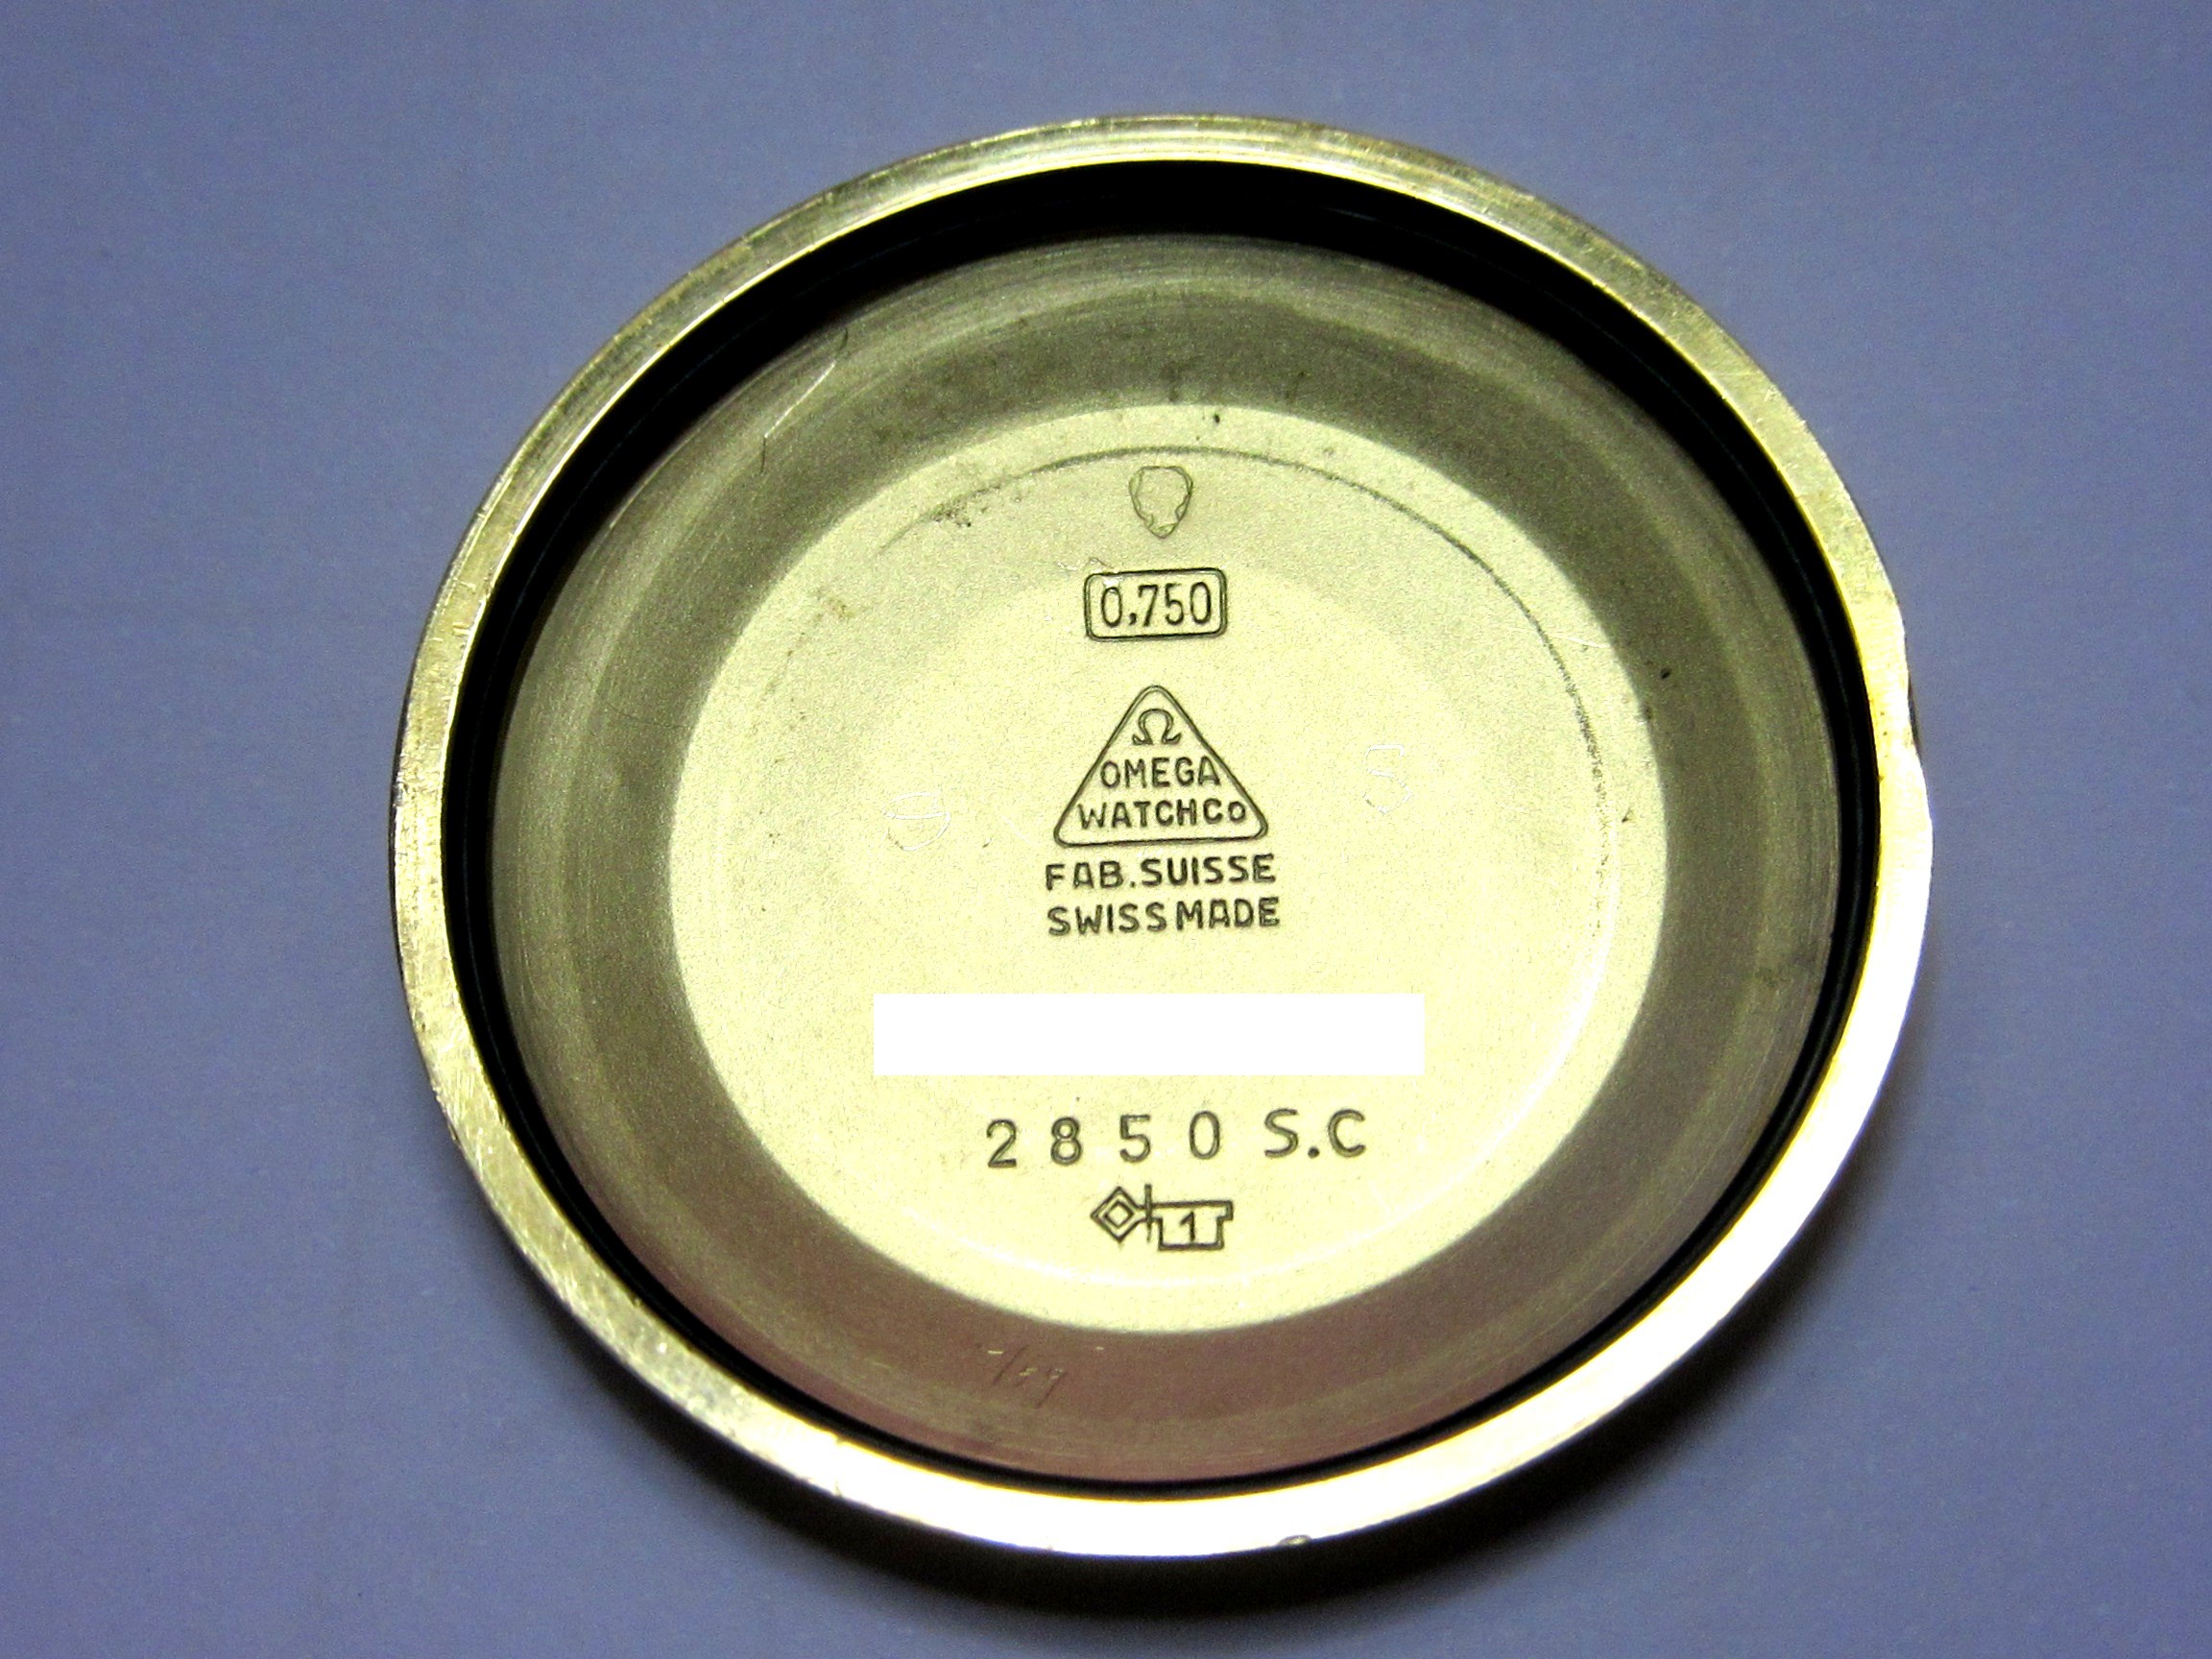 0,750
Ω
OMEGA
WATCH Co
FAB. SUISSE
SWISS MADE
2850 S.C
1